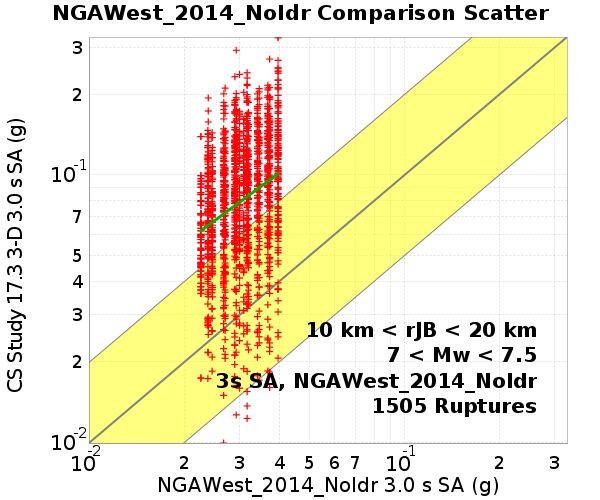 NGAWest_2014_NoIdr Comparison Scatter
CS Study 17.3 3-D 3.0 s SA (g)
3
2
10-1
7
5
4
3
2
10-2
10 km < rJB < 20 km
7 < Mw < 7.5
3s SA, NGAWest_2014_NoIdr
1505 Ruptures
10-2 2 3 4 5 6 7 10-1 2 3
NGAWest_2014_NoIdr 3.0 s SA (g)